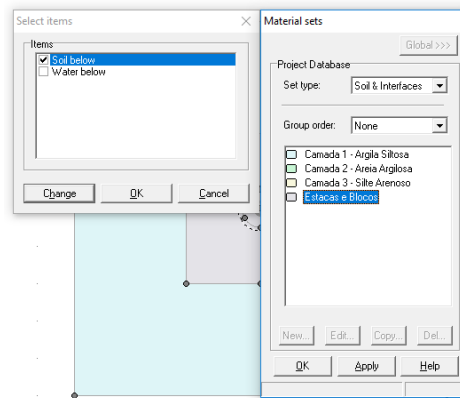 Select items
Items
Soil below
Water below
Change
OK
Cancel
Material sets
Global >>>
Project Database
Set type:
Soil & Interfaces
Group order:
None
Camada 1 - Argila Siltosa
Camada 2 - Areia Argilosa
Camada 3 - Silte Arenoso
Estacas e Blocos
New...
Edit...
Copy...
Del...
OK
Apply
Help